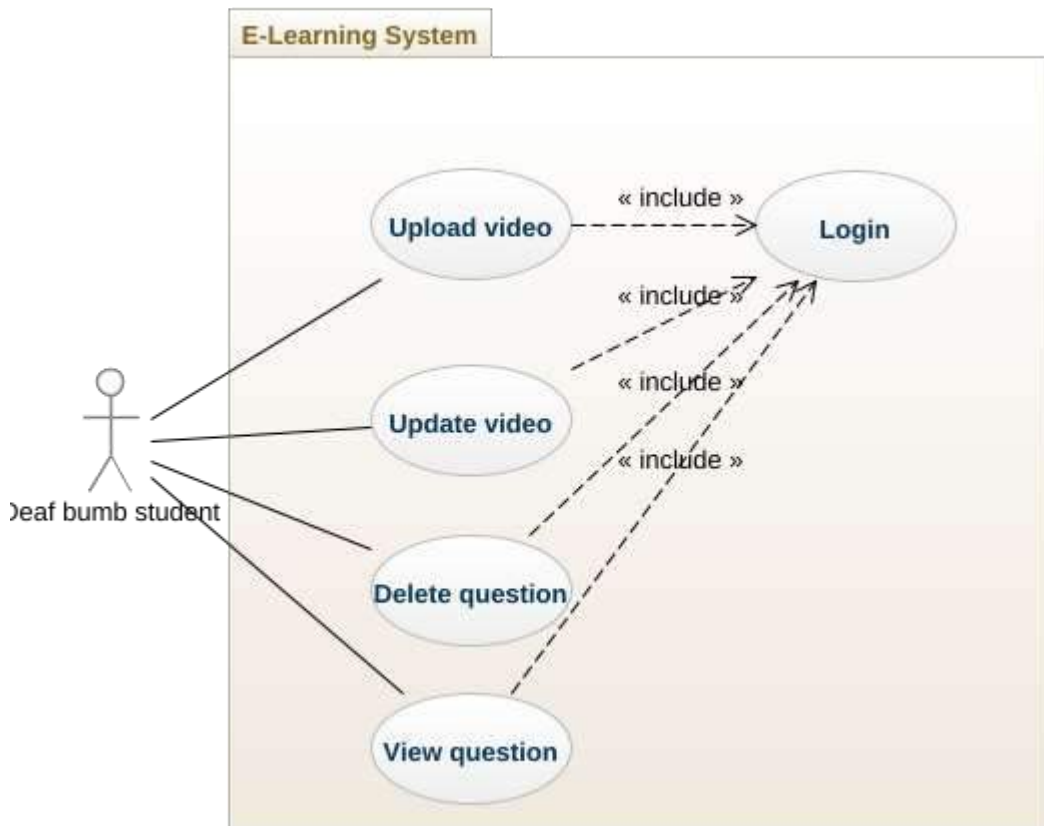 E-Learning System
Upload video
« include »
Login
« include »
Update video
« include »
« include »
Deaf bumb student
Delete question
View question